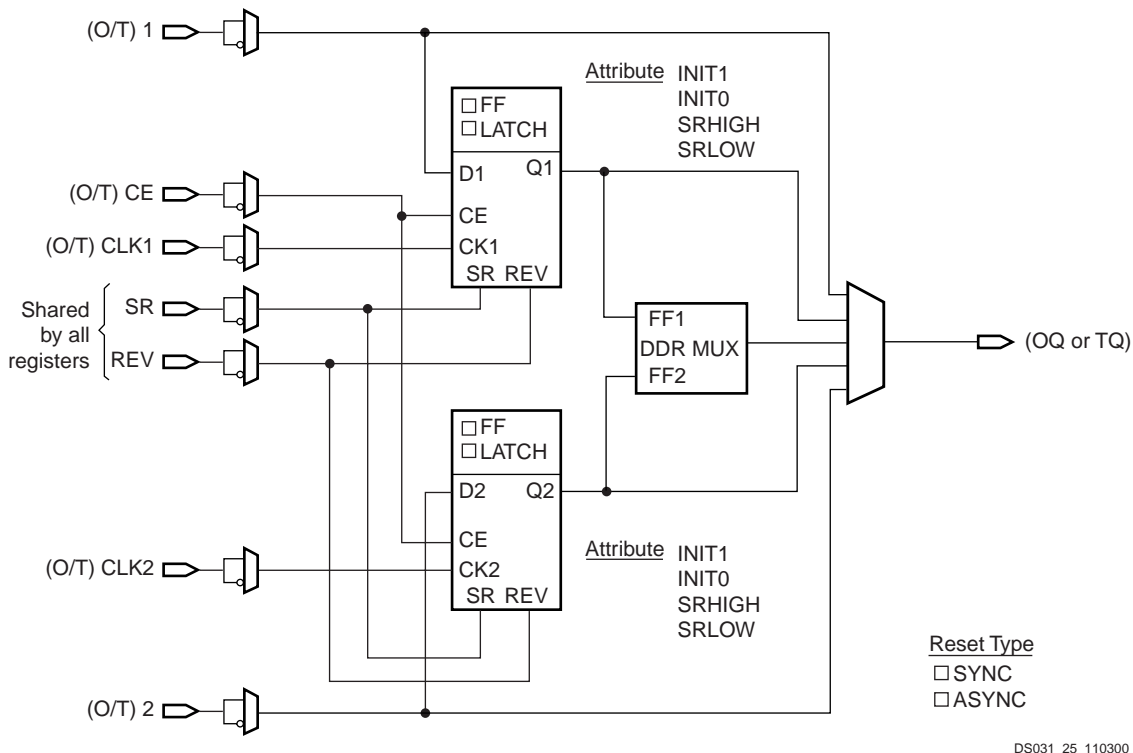 (O/T) 1
Attribute INIT1
INIT0
SRHIGH
SRLOW
FF
LATCH
D1 Q1
(O/T) CE
CE
(O/T) CLK1
CK1
SR REV
Shared
by all
registers
SR
REV
FF1
DDR MUX
FF2
(OQ or TQ)
FF
LATCH
D2 Q2
CE
Attribute INIT1
INIT0
SRHIGH
SRLOW
(O/T) CLK2
CK2
SR REV
Reset Type
SYNC
ASYNC
(O/T) 2
DS031_25_110300